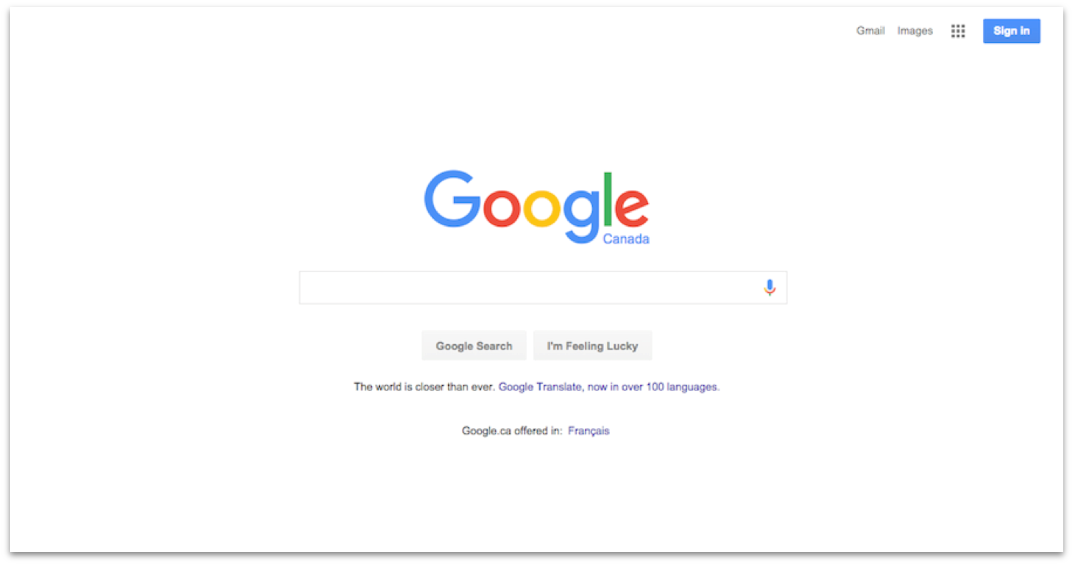 Gmail Images Sign in
Google
Canada
Google Search I'm Feeling Lucky
The world is closer than ever. Google Translate, now in over 100 languages.
Google.ca offered in: Français